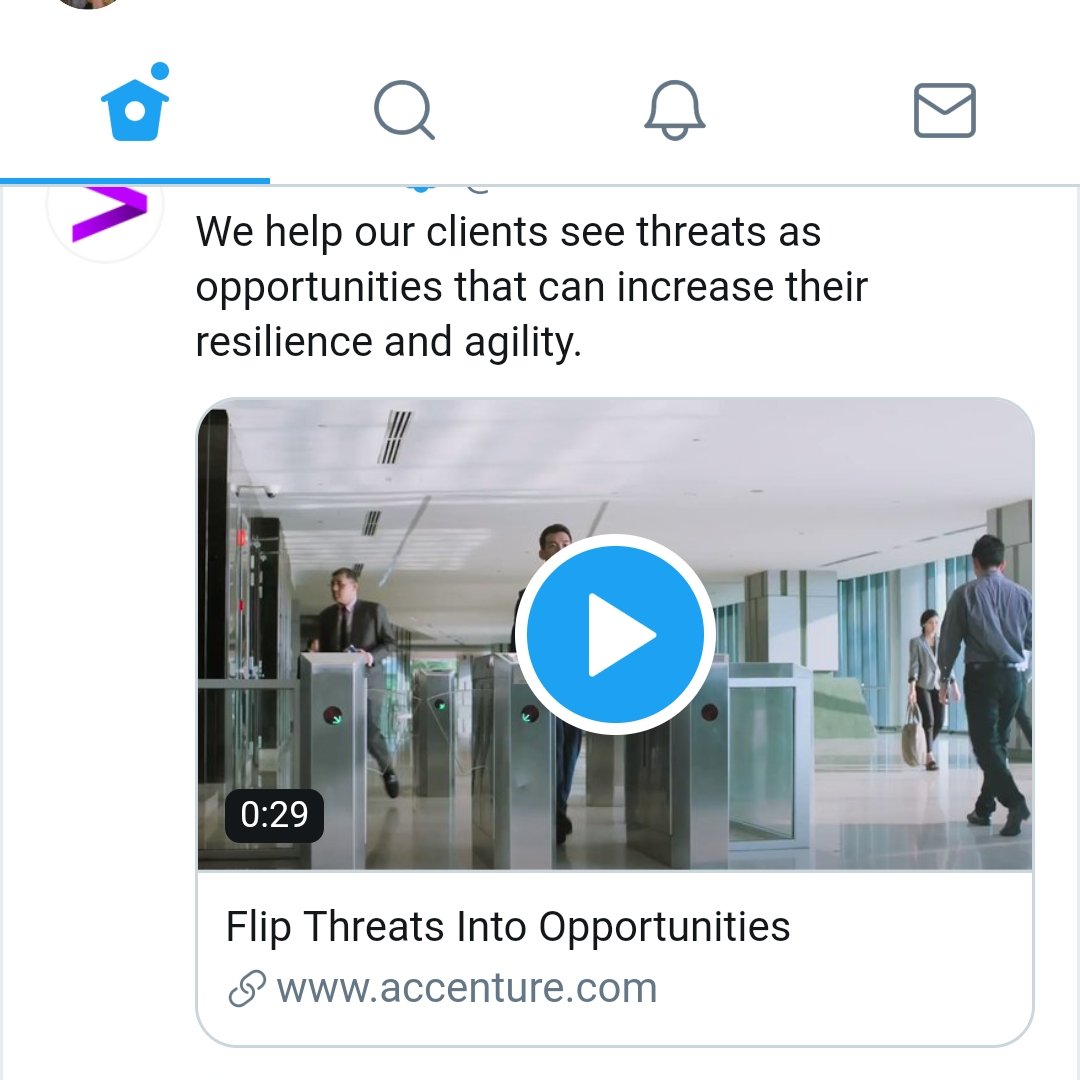 We help our clients see threats as
opportunities that can increase their
resilience and agility.
0:29
Flip Threats Into Opportunities
www.accenture.com